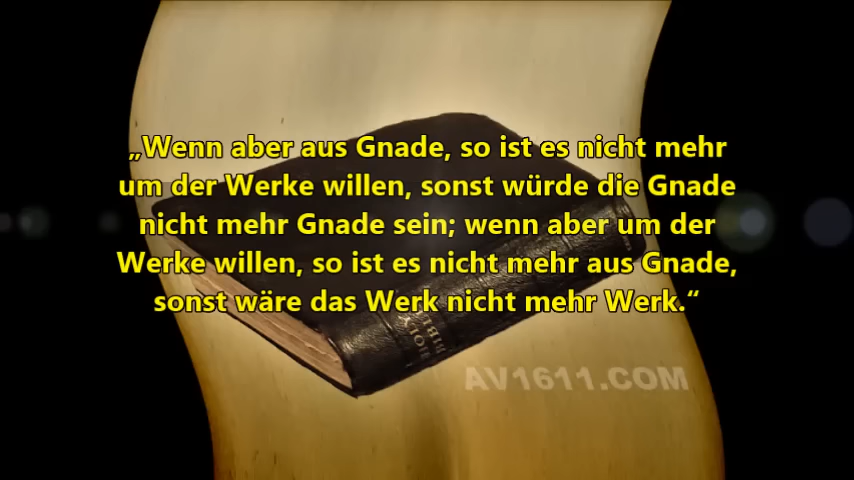 „Wenn aber aus Gnade, so ist es nicht mehr
um der Werke willen, sonst würde die Gnade
nicht mehr Gnade sein; wenn aber um der
Werke willen, so ist es nicht mehr aus Gnade,
sonst wäre das Werk nicht mehr Werk.“
HOLY
BIBLE
AV1611.COM